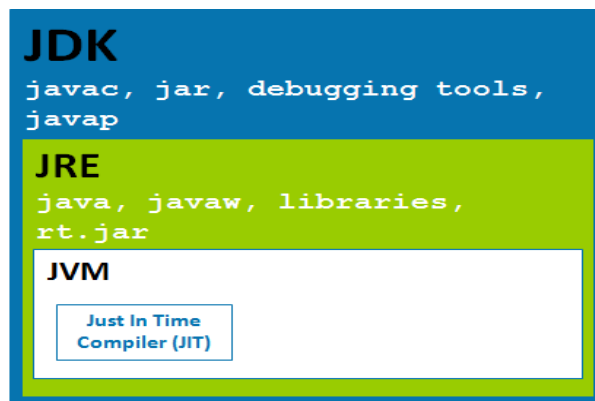 JDK
javac, jar, debugging tools,
javap
JRE
java, javaw, libraries,
rt.jar
JVM
Just In Time
Compiler (JIT)